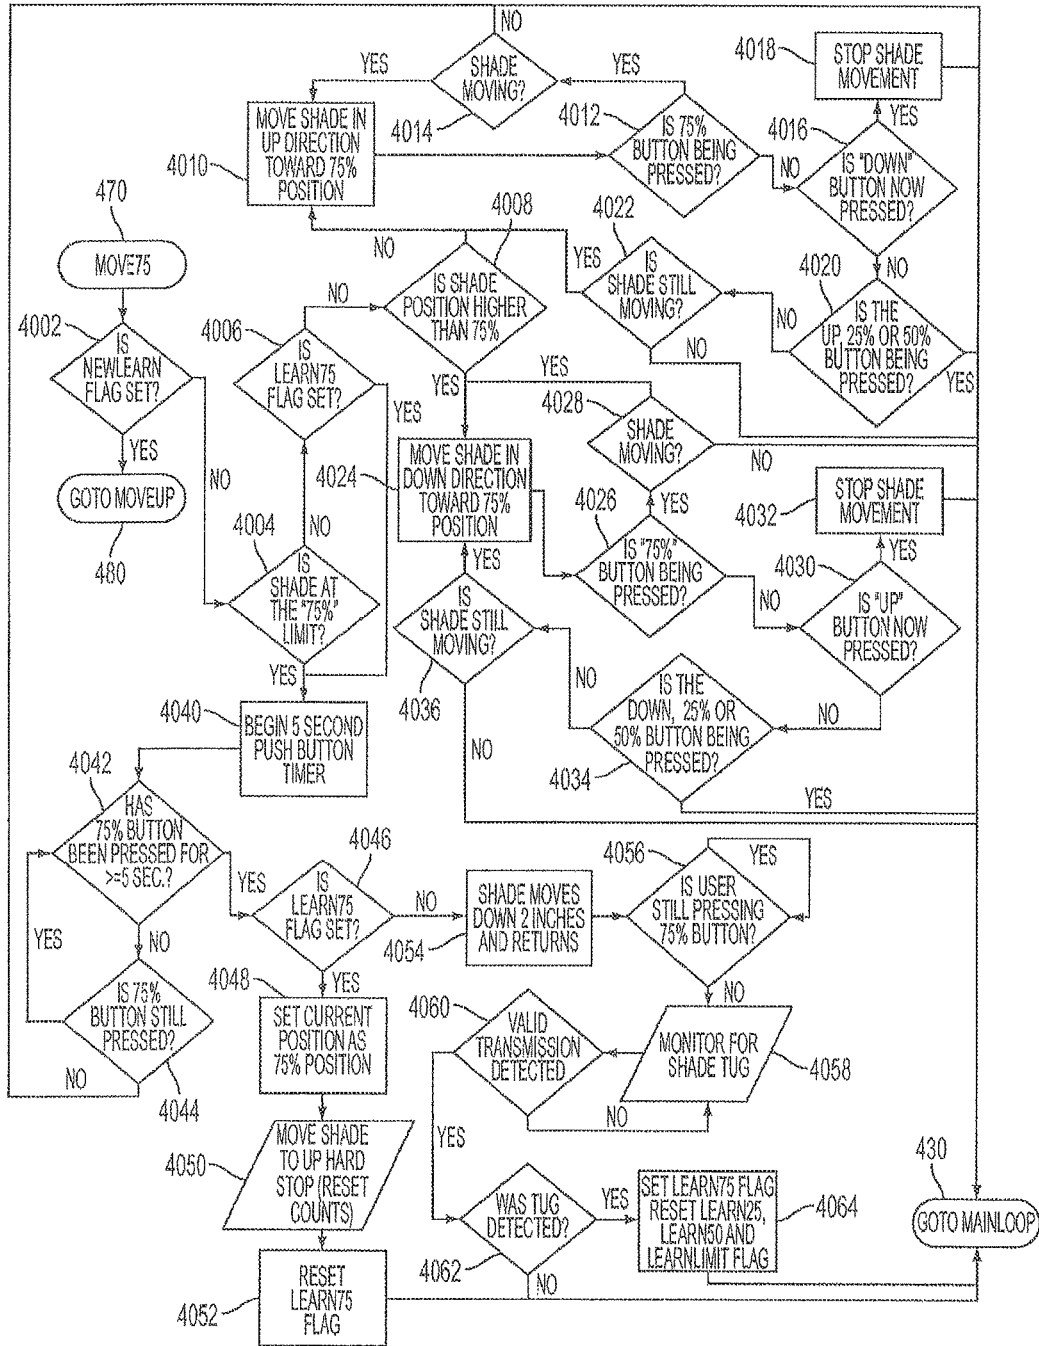 NO
YES
SHADE
MOVING?
YES
4014
4018
STOP SHADE
MOVEMENT
YES
MOVE SHADE IN
UP DIRECTION
TOWARD 75%
POSITION
4010
4012
IS 75%
BUTTON BEING
PRESSED?
NO
4016
IS "DOWN"
BUTTON NOW
PRESSED?
NO
470
MOVE75
4002
IS
NEWLEARN
FLAG SET?
YES
NO
GOTO MOVEUP
480
NO
4008
IS SHADE
POSITION HIGHER
THAN 75%
YES
NO
4006
IS
LEARN75
FLAG SET?
YES
NO
4022
YES
IS
SHADE STILL
MOVING?
NO
NO
4020
IS THE
UP, 25% OR 50%
BUTTON BEING
PRESSED?
YES
YES
4028
SHADE
MOVING?
NO
YES
4024
MOVE SHADE IN
DOWN DIRECTION
TOWARD 75%
POSITION
YES
4026
IS "75%"
BUTTON BEING
PRESSED?
NO
4032
STOP SHADE
MOVEMENT
YES
4030
IS "UP"
BUTTON NOW
PRESSED?
NO
4004
IS
SHADE AT
THE "75%"
LIMIT?
YES
IS
SHADE STILL
MOVING?
4036
NO
NO
IS THE
DOWN, 25% OR
50% BUTTON BEING
PRESSED?
4034
YES
4040
BEGIN 5 SECOND
PUSH BUTTON
TIMER
4042
HAS
75% BUTTON
BEEN PRESSED FOR
>=5 SEC.?
YES
NO
YES
IS 75%
BUTTON STILL
PRESSED?
NO
4044
4046
IS
LEARN75
FLAG SET?
NO
YES
4048
SET CURRENT
POSITION AS
75% POSITION
4050
MOVE SHADE
TO UP HARD
STOP (RESET
COUNTS)
4052
RESET
LEARN75
FLAG
SHADE MOVES
DOWN 2 INCHES
AND RETURNS
4054
4056
YES
IS USER
STILL PRESSING
75% BUTTON?
NO
MONITOR FOR
SHADE TUG
4058
4060
VALID
TRANSMISSION
DETECTED
NO
YES
WAS TUG
DETECTED?
4062
YES
NO
SET LEARN75 FLAG
RESET LEARN25,
LEARN50 AND
LEARNLIMIT FLAG
4064
430
GOTO MAINLOOP